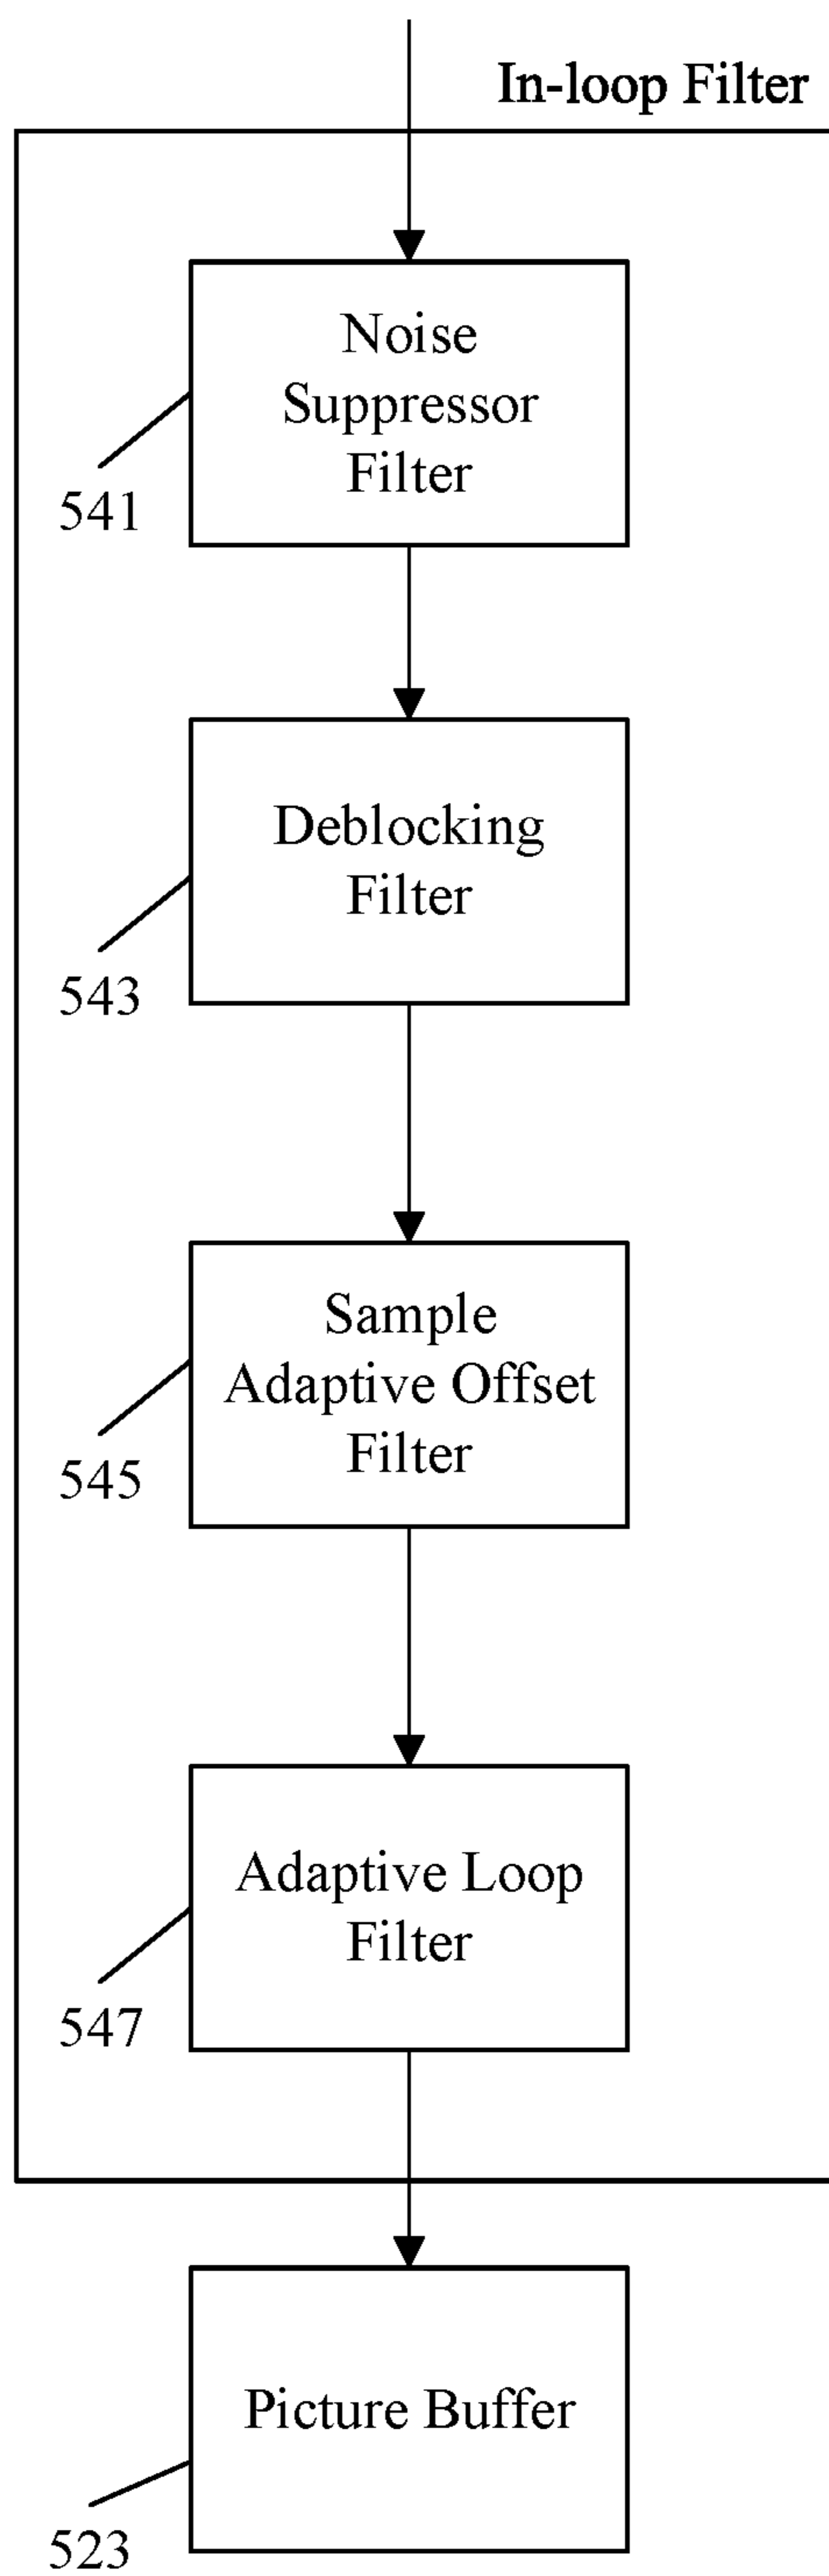 In-loop Filter
Noise
Suppressor
Filter
541
Deblocking
Filter
543
Sample
Adaptive Offset
Filter
545
Adaptive Loop
Filter
547
Picture Buffer
523